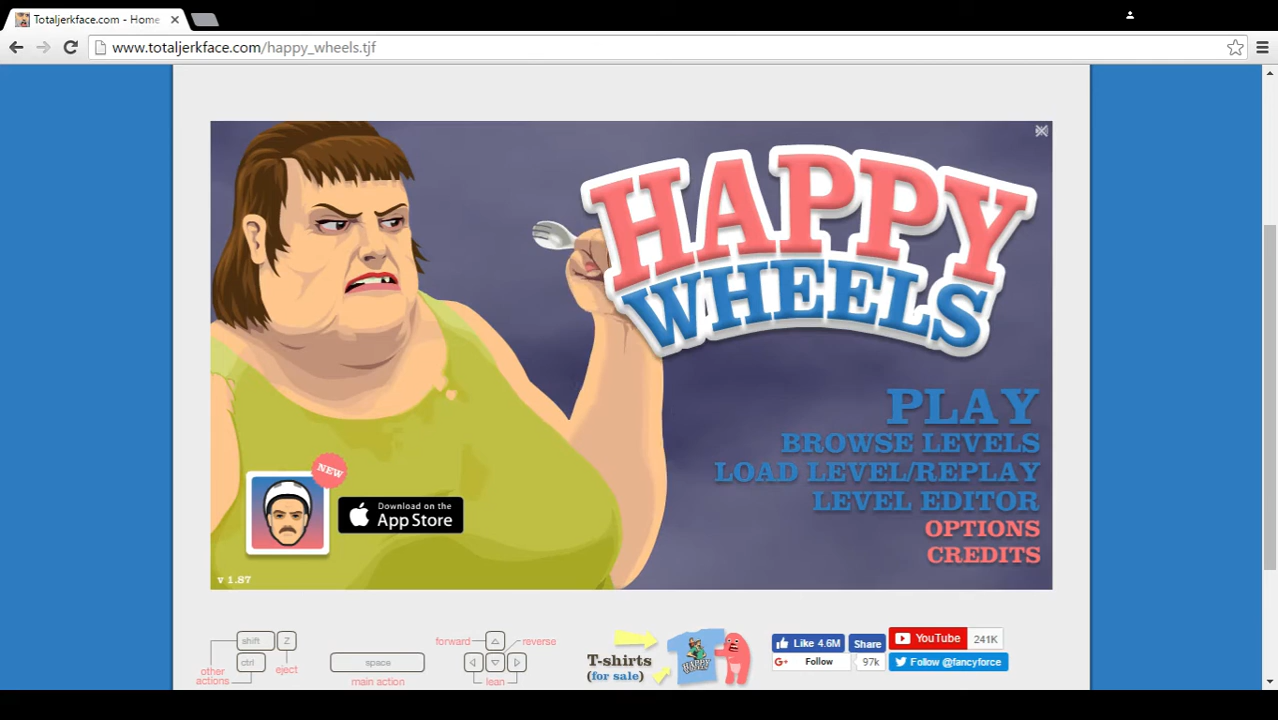 Totaljerkface.com - Home
www.totaljerkface.com/happy_wheels.tjf
HAPPY
WHEELS
PLAY
BROWSE LEVELS
LOAD LEVEL/REPLAY
LEVEL EDITOR
OPTIONS
CREDITS
NEW
Download on the
App Store
v 1.87
shift
Z
ctrl
other
actions
eject
space
main action
forward
reverse
lean
T-shirts
(for sale)
HAPPY
Like 4.6M
Share
G+ Follow
97k
YouTube
241K
Follow @fancyforce